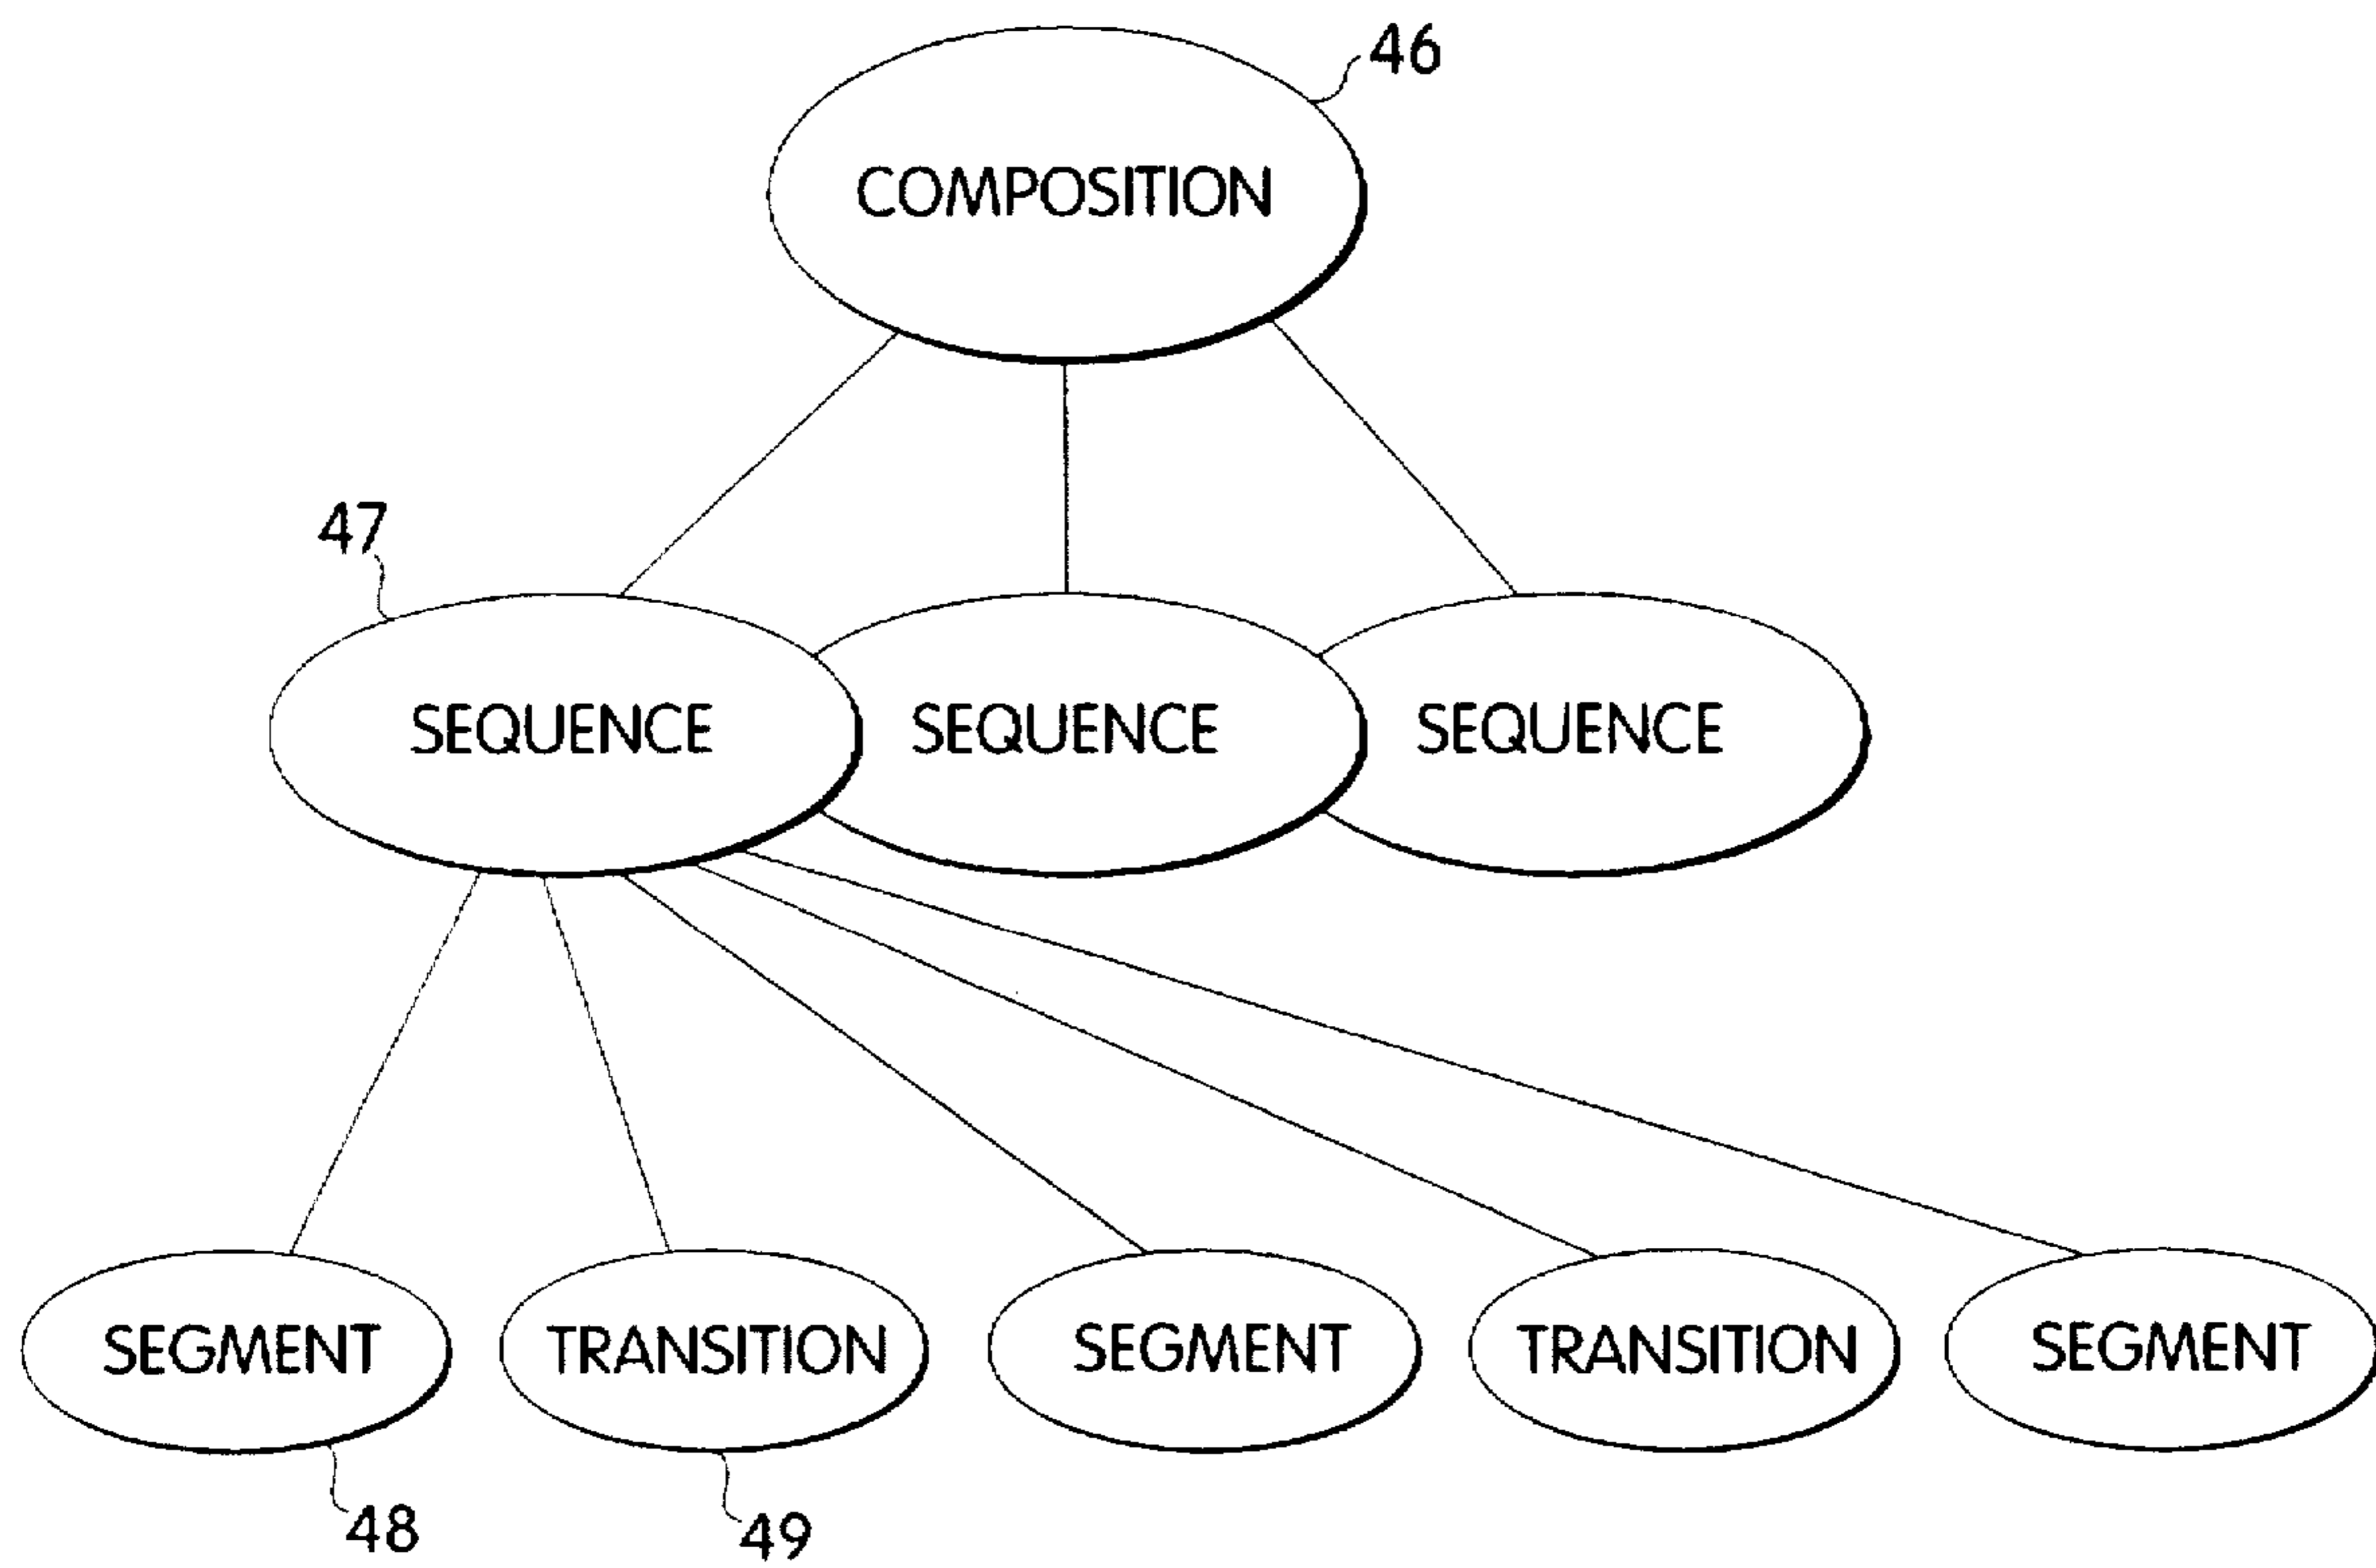 46
COMPOSITION
47
SEQUENCE SEQUENCE SEQUENCE
SEGMENT TRANSITION SEGMENT TRANSITION SEGMENT
48 49